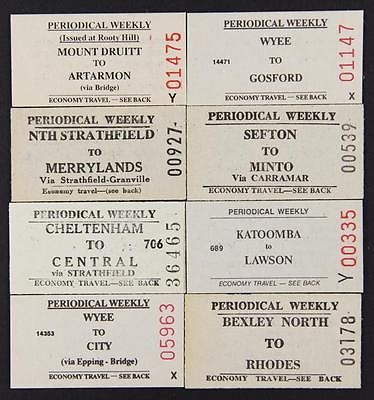 PERIODICAL WEEKLY
(Issued at Rooty Hill)
MOUNT DRUITT
TO
ARTARMON
(via Bridge)
ECONOMY TRAVEL—SEE BACK
Y 01475
PERIODICAL WEEKLY
WYEE
14471 TO
GOSFORD
ECONOMY TRAVEL — SEE BACK
X 01147
PERIODICAL WEEKLY
NTH STRATHFIELD
TO
MERRYLANDS
Via Strathfield-Granville
Economy travel—(see back)
00927
PERIODICAL WEEKLY
SEFTON
TO
MINTO
Via CARRAMAR
ECONOMY TRAVEL—SEE BACK
00539
PERIODICAL WEEKLY
CHELTENHAM
TO 706
CENTRAL
via STRATHFIELD
ECONOMY TRAVEL—SEE BACK
36465
PERIODICAL WEEKLY
KATOOMBA
689 TO
LAWSON
ECONOMY TRAVEL — SEE BACK
Y 00335
PERIODICAL WEEKLY
WYEE
14353 TO
CITY
(via Epping - Bridge)
ECONOMY TRAVEL — SEE BACK
X 05963
PERIODICAL WEEKLY
BEXLEY NORTH
TO
RHODES
ECONOMY TRAVEL—SEE BACK
03178